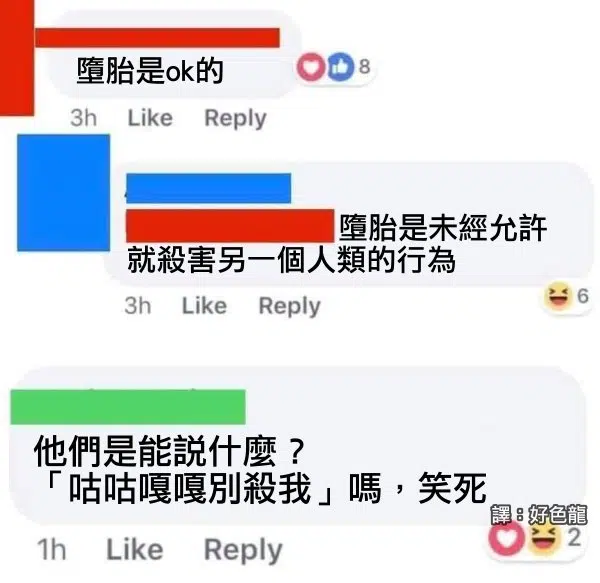 墮胎是ok的
8
3h Like Reply
墮胎是未經允許
就殺害另一個人類的行為
6
3h Like Reply
他們是能説什麼？
「咕咕嘎嘎別殺我」嗎，笑死
譯：好色龍
2
1h Like Reply